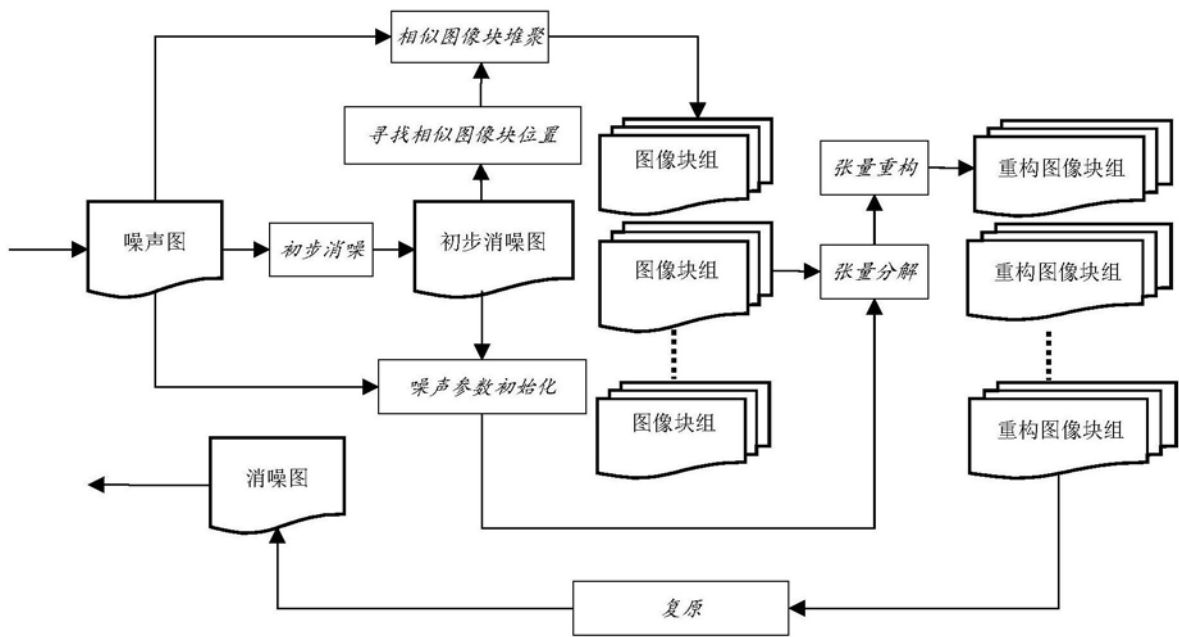 相似图像块堆聚
寻找相似图像块位置
图像块组
张量重构
重构图像块组
噪声图
初步消噪
初步消噪图
图像块组
张量分解
重构图像块组
噪声参数初始化
图像块组
重构图像块组
消噪图
复原